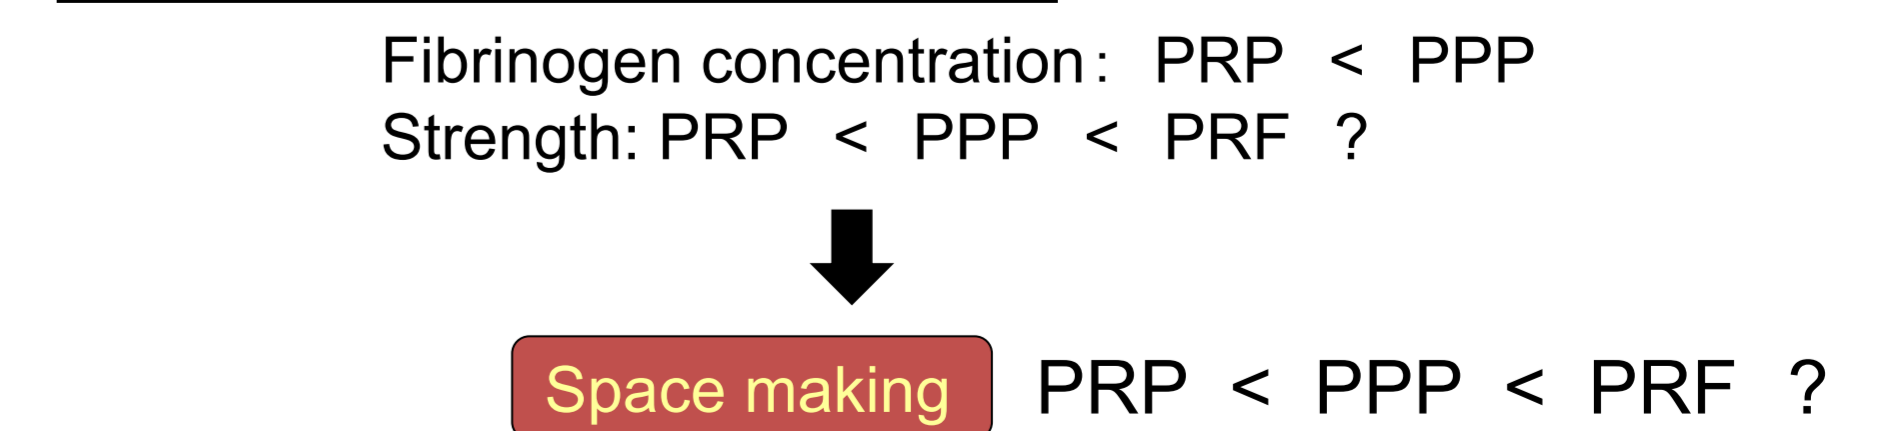 Fibrinogen concentration： PRP < PPP
Strength: PRP < PPP < PRF ?
Space making PRP < PPP < PRF ?